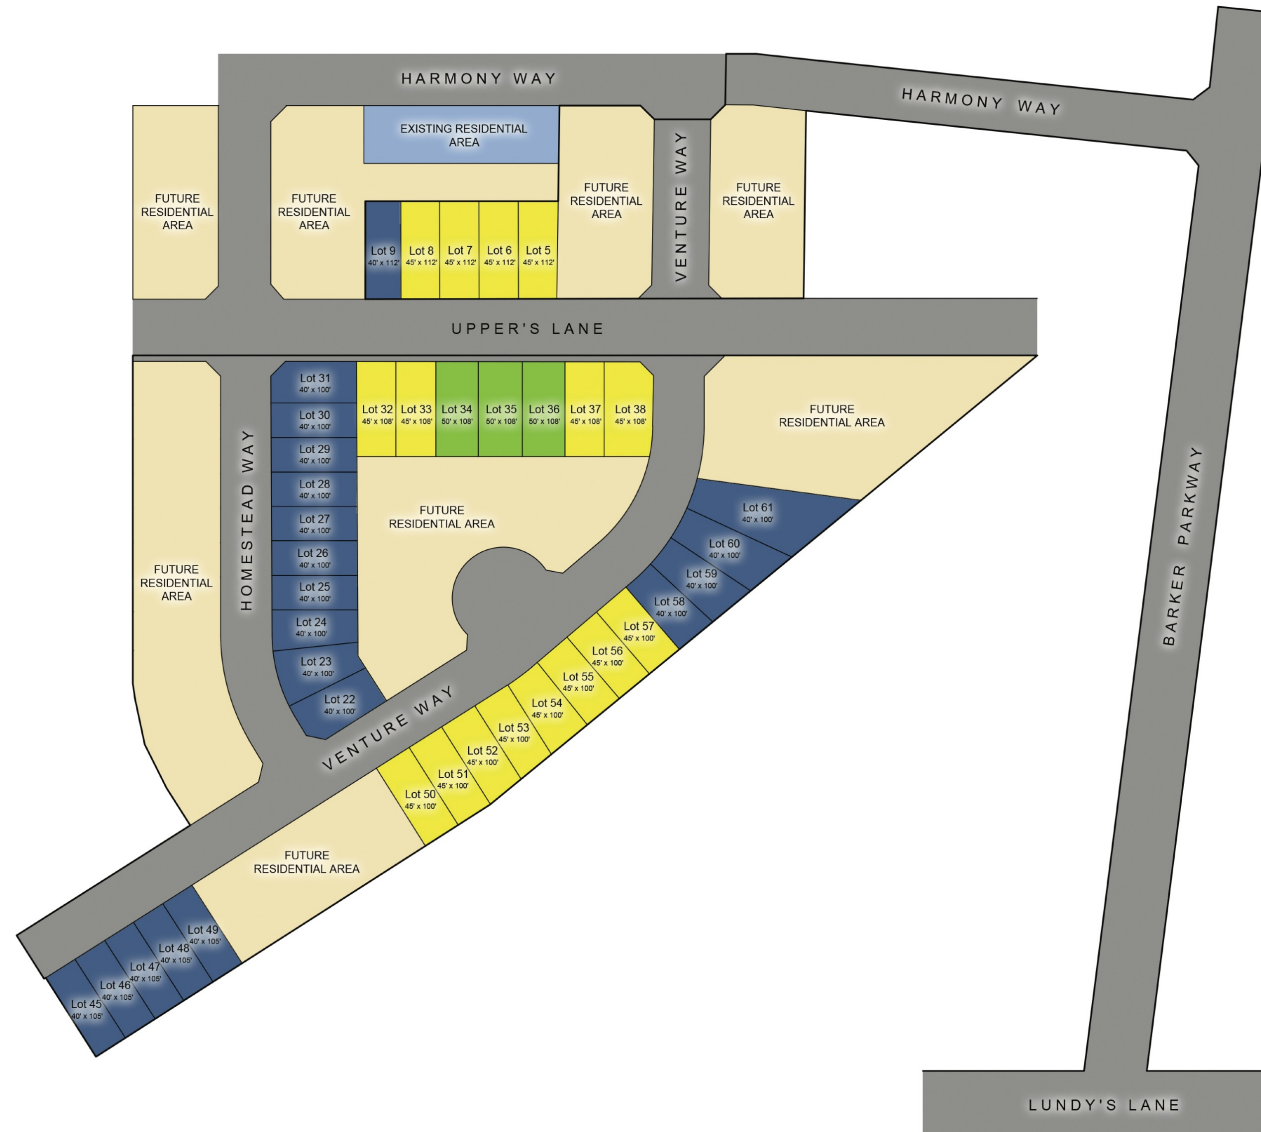 HARMONY WAY
HARMONY WAY
EXISTING RESIDENTIAL
AREA
VENTURE WAY
FUTURE
RESIDENTIAL
AREA
FUTURE
RESIDENTIAL
AREA
FUTURE
RESIDENTIAL
AREA
FUTURE
RESIDENTIAL
AREA
Lot 9
40' x 112'
Lot 8
45' x 112'
Lot 7
45' x 112'
Lot 6
45' x 112'
Lot 5
45' x 112'
UPPER'S LANE
Lot 31
40' x 100'
Lot 30
40' x 100'
Lot 29
40' x 100'
Lot 28
40' x 100'
Lot 27
40' x 100'
Lot 26
40' x 100'
Lot 25
40' x 100'
Lot 24
40' x 100'
Lot 23
40' x 100'
Lot 22
40' x 100'
Lot 32
45' x 108'
Lot 33
45' x 108'
Lot 34
50' x 108'
Lot 35
50' x 108'
Lot 36
50' x 108'
Lot 37
45' x 108'
Lot 38
45' x 108'
FUTURE
RESIDENTIAL AREA
HOMESTEAD WAY
FUTURE
RESIDENTIAL AREA
FUTURE
RESIDENTIAL
AREA
BARKER PARKWAY
Lot 61
40' x 100'
Lot 60
40' x 100'
Lot 59
40' x 100'
Lot 58
40' x 100'
Lot 57
45' x 100'
Lot 56
45' x 100'
Lot 55
45' x 100'
Lot 54
45' x 100'
Lot 53
45' x 100'
Lot 52
45' x 100'
Lot 51
45' x 100'
Lot 50
45' x 100'
VENTURE WAY
FUTURE
RESIDENTIAL AREA
Lot 49
40' x 105'
Lot 48
40' x 105'
Lot 47
40' x 105'
Lot 46
40' x 105'
Lot 45
40' x 105'
LUNDY'S LANE